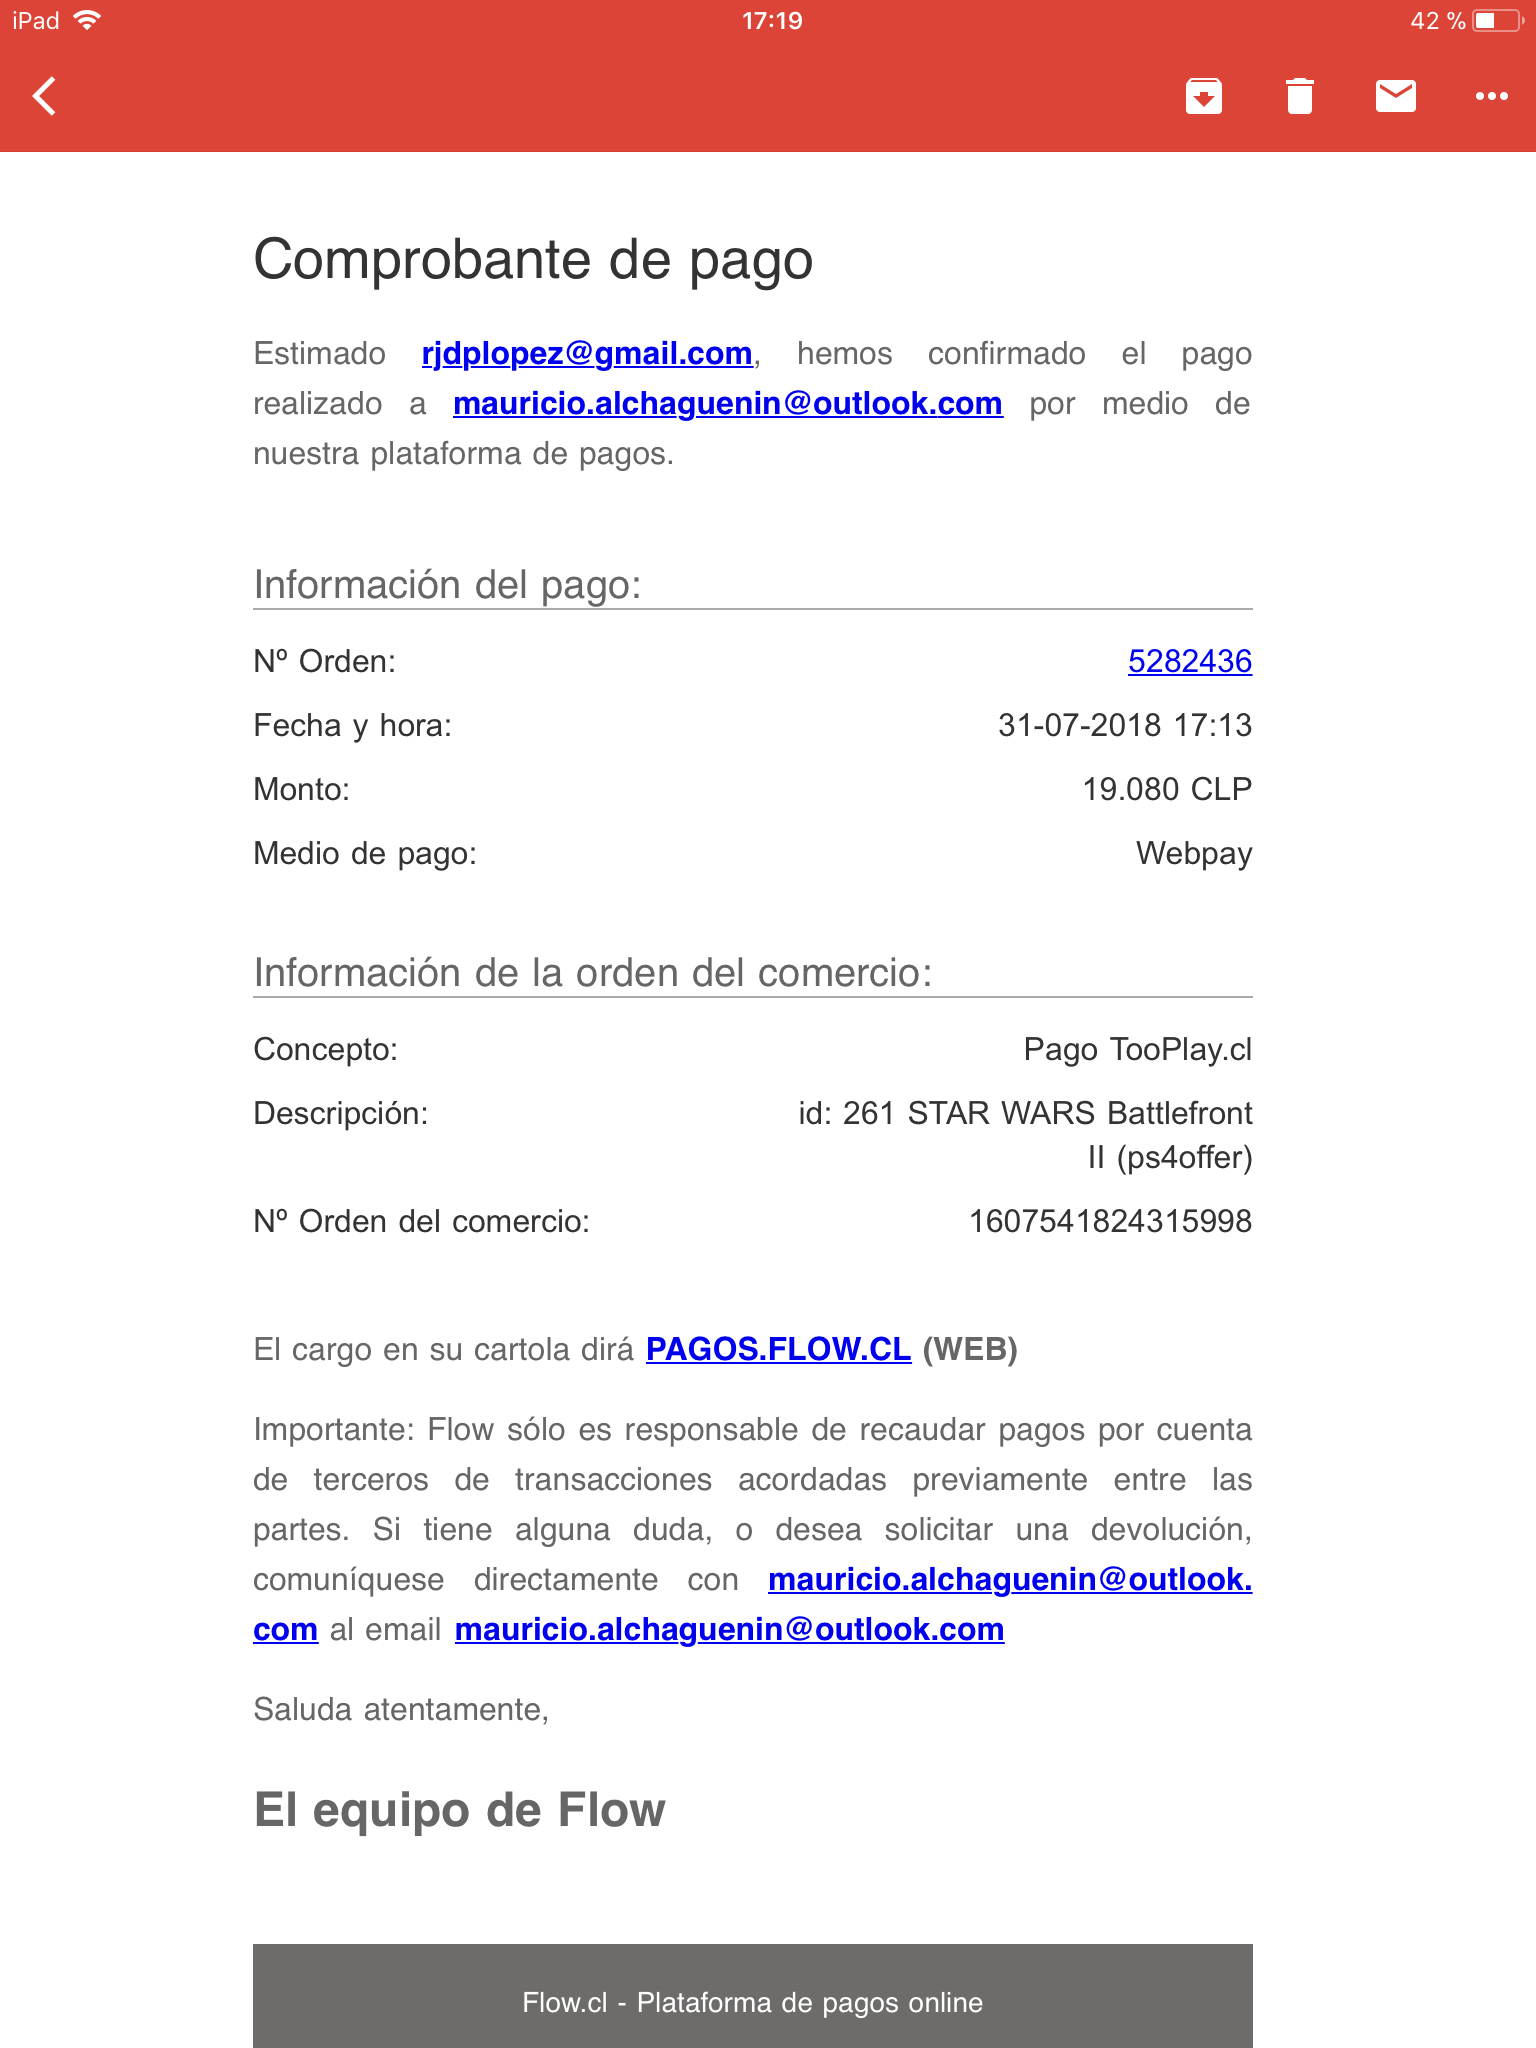 iPad 17:19 42 %
Comprobante de pago
Estimado rjdplopez@gmail.com, hemos confirmado el pago
realizado a mauricio.alchaguenin@outlook.com por medio de
nuestra plataforma de pagos.
Información del pago:
Nº Orden: 5282436
Fecha y hora: 31-07-2018 17:13
Monto: 19.080 CLP
Medio de pago: Webpay
Información de la orden del comercio:
Concepto: Pago TooPlay.cl
Descripción: id: 261 STAR WARS Battlefront
II (ps4offer)
Nº Orden del comercio: 1607541824315998
El cargo en su cartola dirá PAGOS.FLOW.CL (WEB)
Importante: Flow sólo es responsable de recaudar pagos por cuenta
de terceros de transacciones acordadas previamente entre las
partes. Si tiene alguna duda, o desea solicitar una devolución,
comuníquese directamente con mauricio.alchaguenin@outlook.
com al email mauricio.alchaguenin@outlook.com
Saluda atentamente,
El equipo de Flow
Flow.cl - Plataforma de pagos online